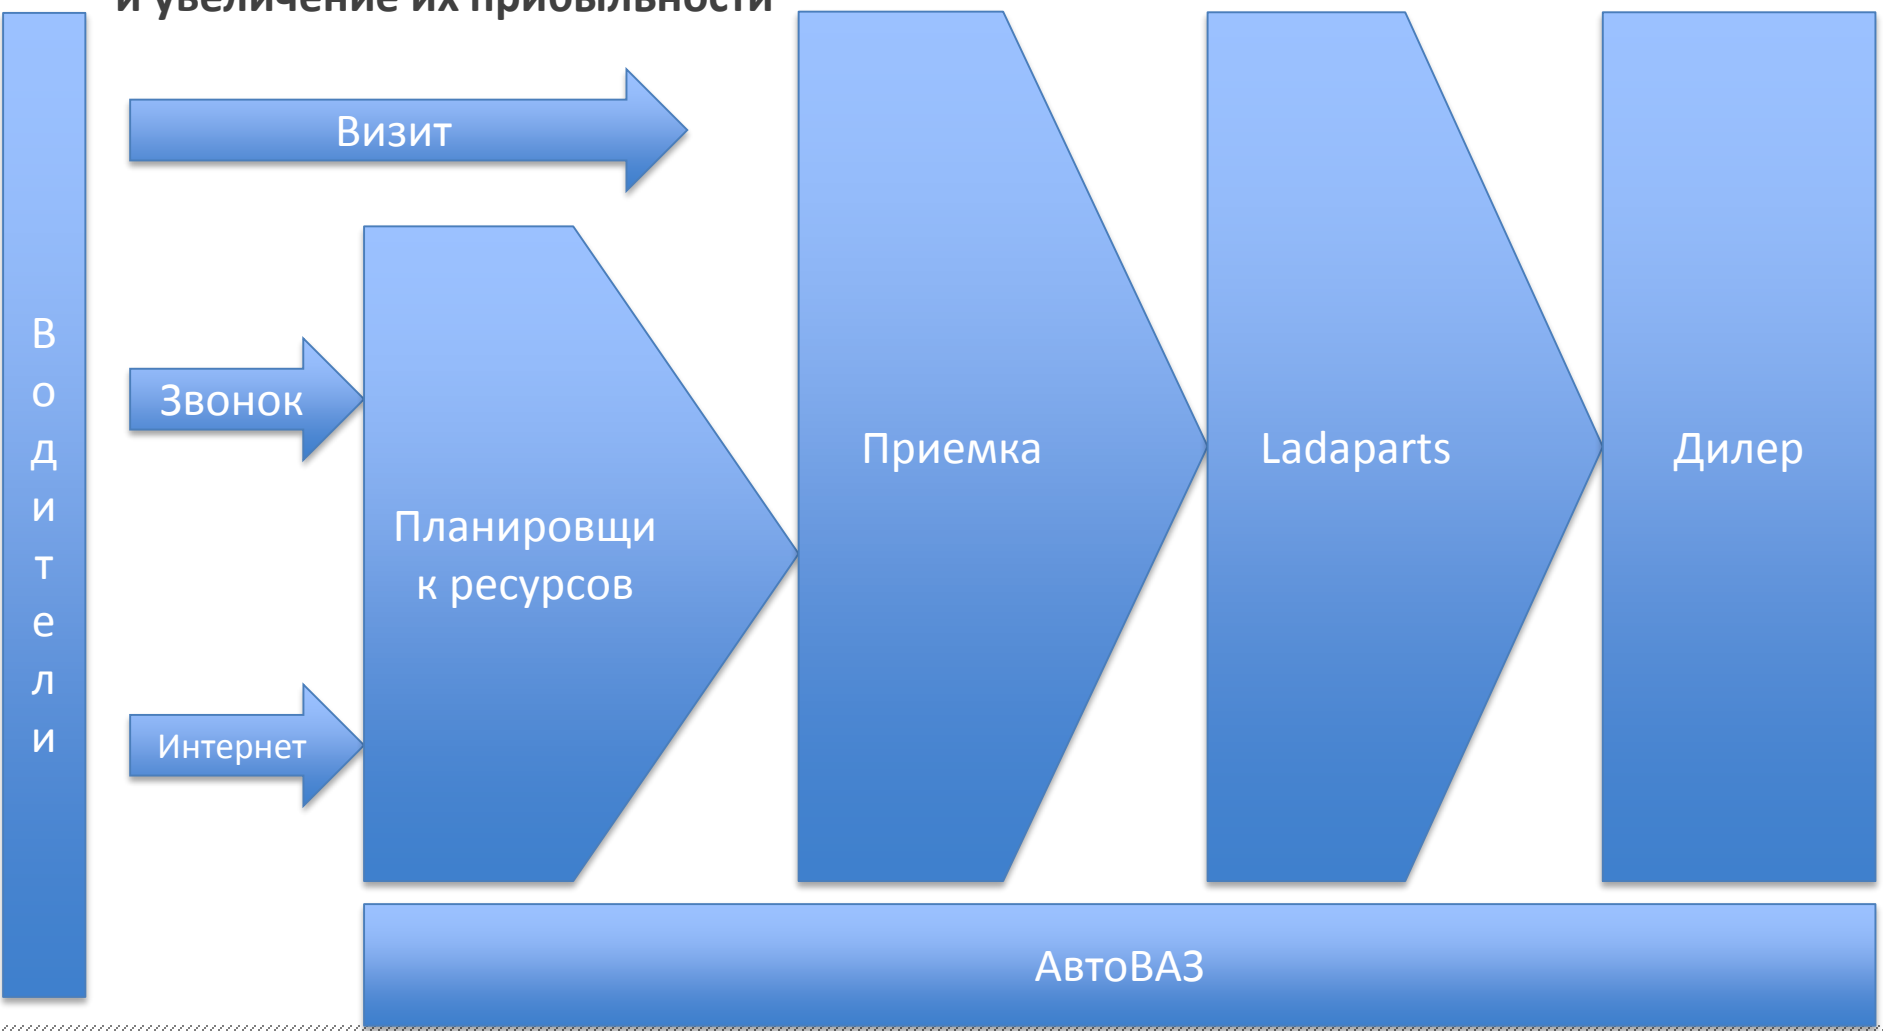 и увеличение их прибыльности
В
о
д
и
т
е
л
и
Визит
Звонок
Интернет
Планировщи
к ресурсов
Приемка
Ladaparts
Дилер
АвтоВАЗ